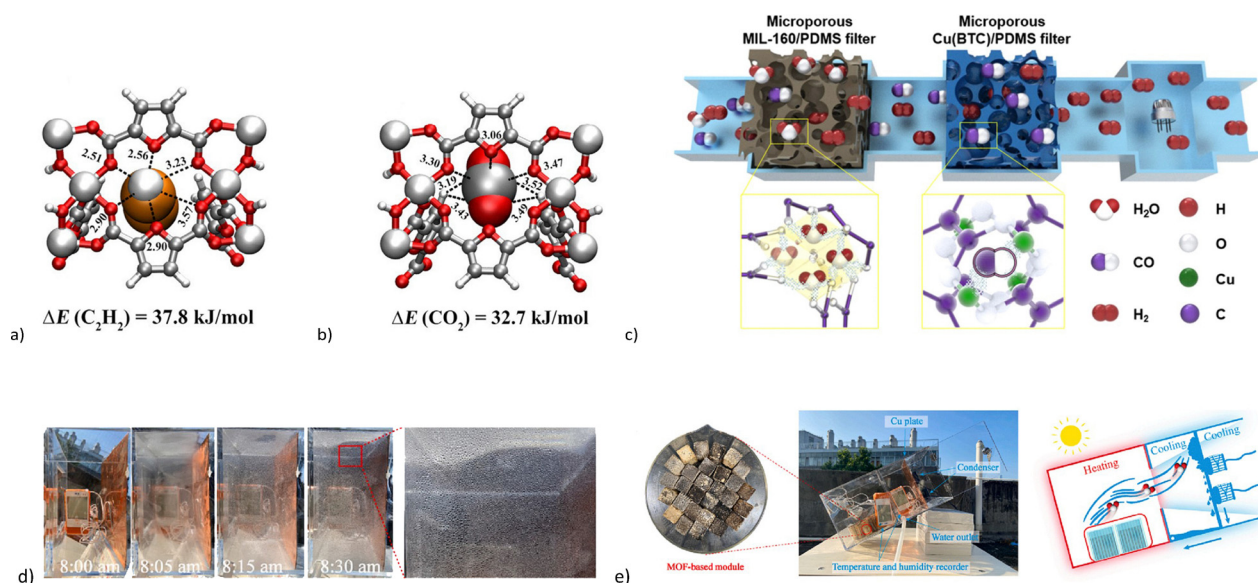 Microporous
MIL-160/PDMS filter
Microporous
Cu(BTC)/PDMS filter
2.51
2.56
3.23
2.90
3.57
2.90
3.06
3.30
3.47
3.19
2.52
3.43
3.49
H₂O
H
CO
O
Cu
H₂
C
a)
ΔE (C₂H₂) = 37.8 kJ/mol
b)
ΔE (CO₂) = 32.7 kJ/mol
c)
d)
8:00 am
8:05 am
8:15 am
8:30 am
e)
MOF-based module
Cu plate
Condenser
Water outlet
Temperature and humidity recorder
Heating
Cooling
Cooling